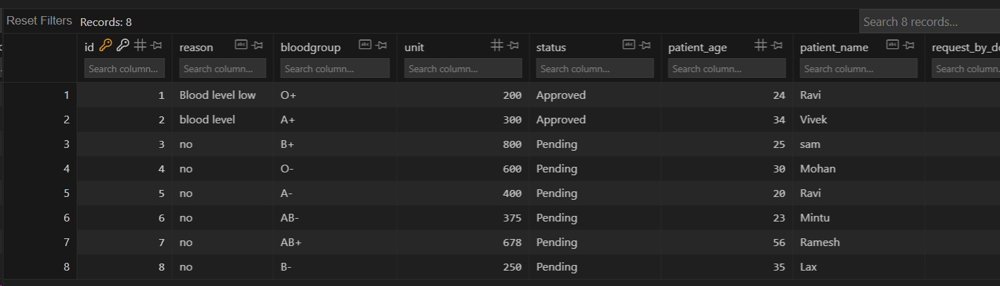 Reset Filters Records: 8 Search 8 records...
id reason bloodgroup unit status patient_age patient_name request_by_do
Search column... Search column... Search column... Search column... Search column... Search column... Search column... Search column...
1 1 Blood level low O+ 200 Approved 24 Ravi
2 2 blood level A+ 300 Approved 34 Vivek
3 3 no B+ 800 Pending 25 sam
4 4 no O- 600 Pending 30 Mohan
5 5 no A- 400 Pending 20 Ravi
6 6 no AB- 375 Pending 23 Mintu
7 7 no AB+ 678 Pending 56 Ramesh
8 8 no B- 250 Pending 35 Lax